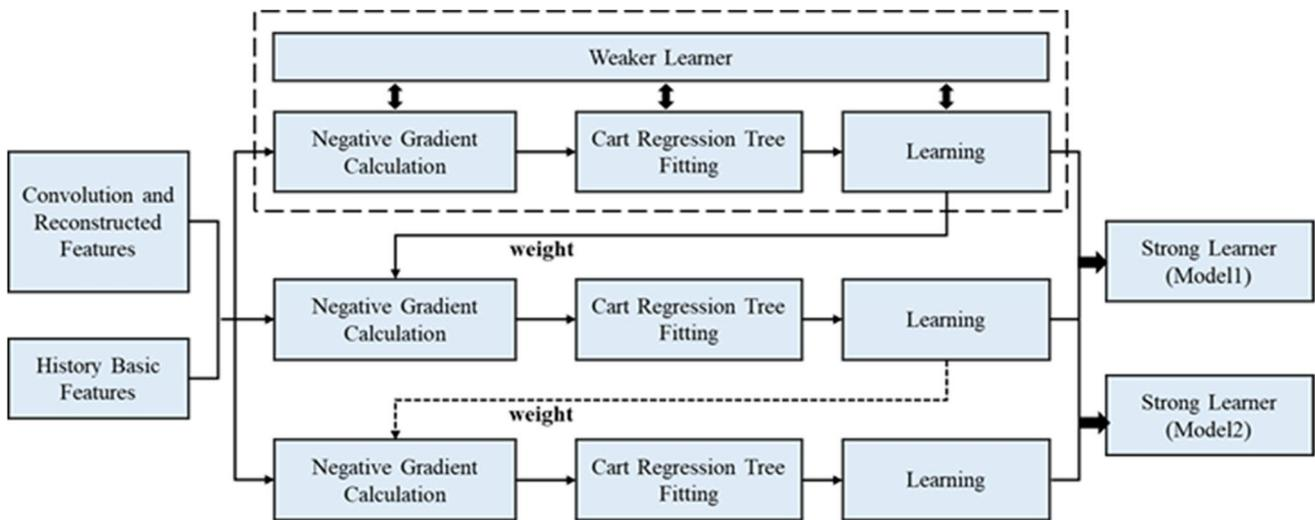 Weaker Learner
Negative Gradient
Calculation
Cart Regression Tree
Fitting
Learning
Convolution and
Reconstructed
Features
History Basic
Features
weight
Negative Gradient
Calculation
Cart Regression Tree
Fitting
Learning
weight
Negative Gradient
Calculation
Cart Regression Tree
Fitting
Learning
Strong Learner
(Model1)
Strong Learner
(Model2)